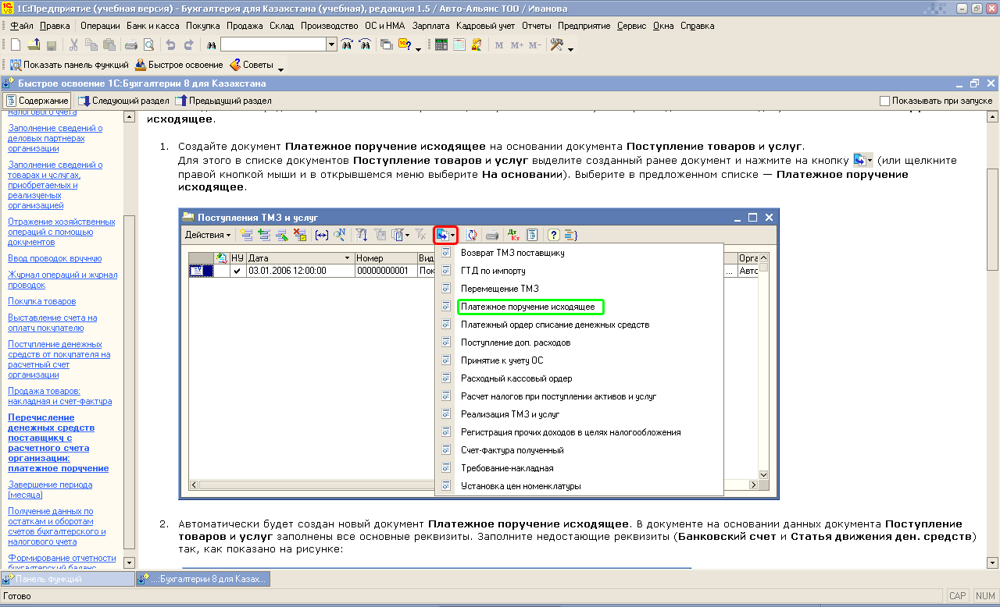 1С:Предприятие (учебная версия) - Бухгалтерия для Казахстана (учебная), редакция 1.5 / Авто-Альянс ТОО / Иванова
Файл Правка Операции Банк и касса Покупка Продажа Склад Производство ОС и НМА Зарплата Кадровый учет Отчеты Предприятие Сервис Окна Справка
M M+ M-
Показать панель функций Быстрое освоение Советы
Быстрое освоение 1С:Бухгалтерии 8 для Казахстана
Содержание Следующий раздел Предыдущий раздел Показывать при запуске
налогового учета
Заполнение сведений о
деловых партнерах
организации
Заполнение сведений о
товарах и услугах,
приобретаемых и
реализуемых
организацией
Отражение хозяйственных
операций с помощью
документов
Ввод проводок вручную
Журнал операций и журнал
проводок
Покупка товаров
Выставление счета на
оплату покупателю
Поступление денежных
средств от покупателя на
расчетный счет
организации
Продажа товаров:
накладная и счет-фактура
Перечисление
денежных средств
поставщику с
расчетного счета
организации:
платежное поручение
Завершение периода
(месяца)
Получение данных по
остаткам и оборотам
счетов бухгалтерского и
налогового учета
Формирование отчетности
бухгалтерский баланс
исходящее.
1. Создайте документ Платежное поручение исходящее на основании документа Поступление товаров и услуг.
Для этого в списке документов Поступление товаров и услуг выделите созданный ранее документ и нажмите на кнопку (или щелкните
правой кнопкой мыши и в открывшемся меню выберите На основании). Выберите в предложенном списке — Платежное поручение
исходящее.
Поступления ТМЗ и услуг
Действия
НУ Дата Номер Вид Орга
03.01.2006 12:00:00 00000000001 Пок ... Авто
Возврат ТМЗ поставщику
ГТД по импорту
Перемещение ТМЗ
Платежное поручение исходящее
Платежный ордер списание денежных средств
Поступление доп. расходов
Принятие к учету ОС
Расходный кассовый ордер
Расчет налогов при поступлении активов и услуг
Реализация ТМЗ и услуг
Регистрация прочих доходов в целях налогообложения
Счет-фактура полученный
Требование-накладная
Установка цен номенклатуры
2. Автоматически будет создан новый документ Платежное поручение исходящее. В документе на основании данных документа Поступление
товаров и услуг заполнены все основные реквизиты. Заполните недостающие реквизиты (Банковский счет и Статья движения ден. средств)
так, как показано на рисунке:
Панель функций ...:Бухгалтерии 8 для Казах...
Готово CAP NUM